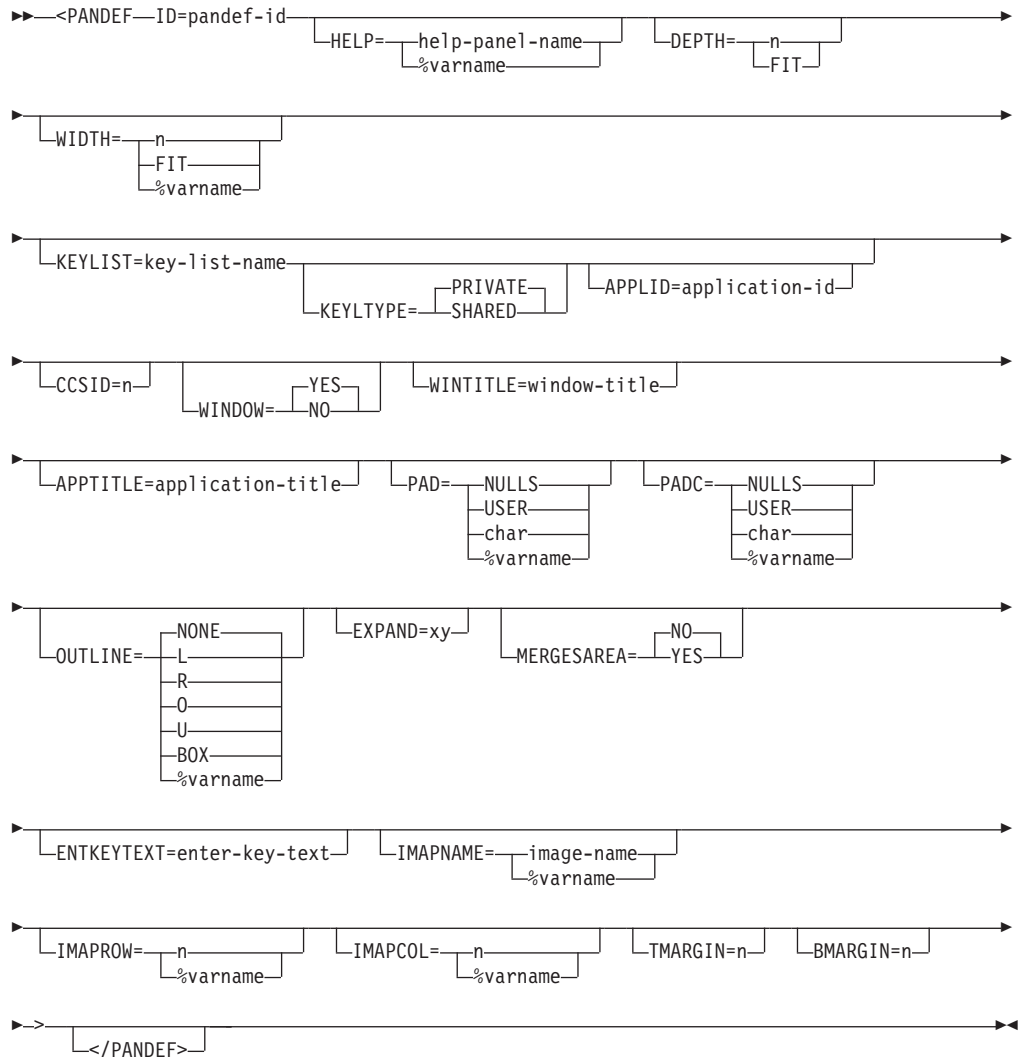 <PANDEF ID=pandef-id
HELP= help-panel-name
%varname
DEPTH= n
FIT
WIDTH= n
FIT
%varname
KEYLIST=key-list-name
KEYLTYPE= PRIVATE
SHARED
APPLID=application-id
CCSID=n
WINDOW= YES
NO
WINTITLE=window-title
APPTITLE=application-title
PAD= NULLS
USER
char
%varname
PADC= NULLS
USER
char
%varname
OUTLINE= NONE
L
R
O
U
BOX
%varname
EXPAND=xy
MERGESAREA= NO
YES
ENTKEYTEXT=enter-key-text
IMAPNAME= image-name
%varname
IMAPROW= n
%varname
IMAPCOL= n
%varname
TMARGIN=n
BMARGIN=n
>
</PANDEF>